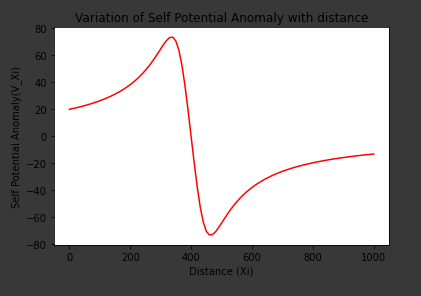 Variation of Self Potential Anomaly with distance
80
60
40
20
0
−20
−40
−60
−80
Self Potential Anomaly(V_Xi)
0 200 400 600 800 1000
Distance (Xi)